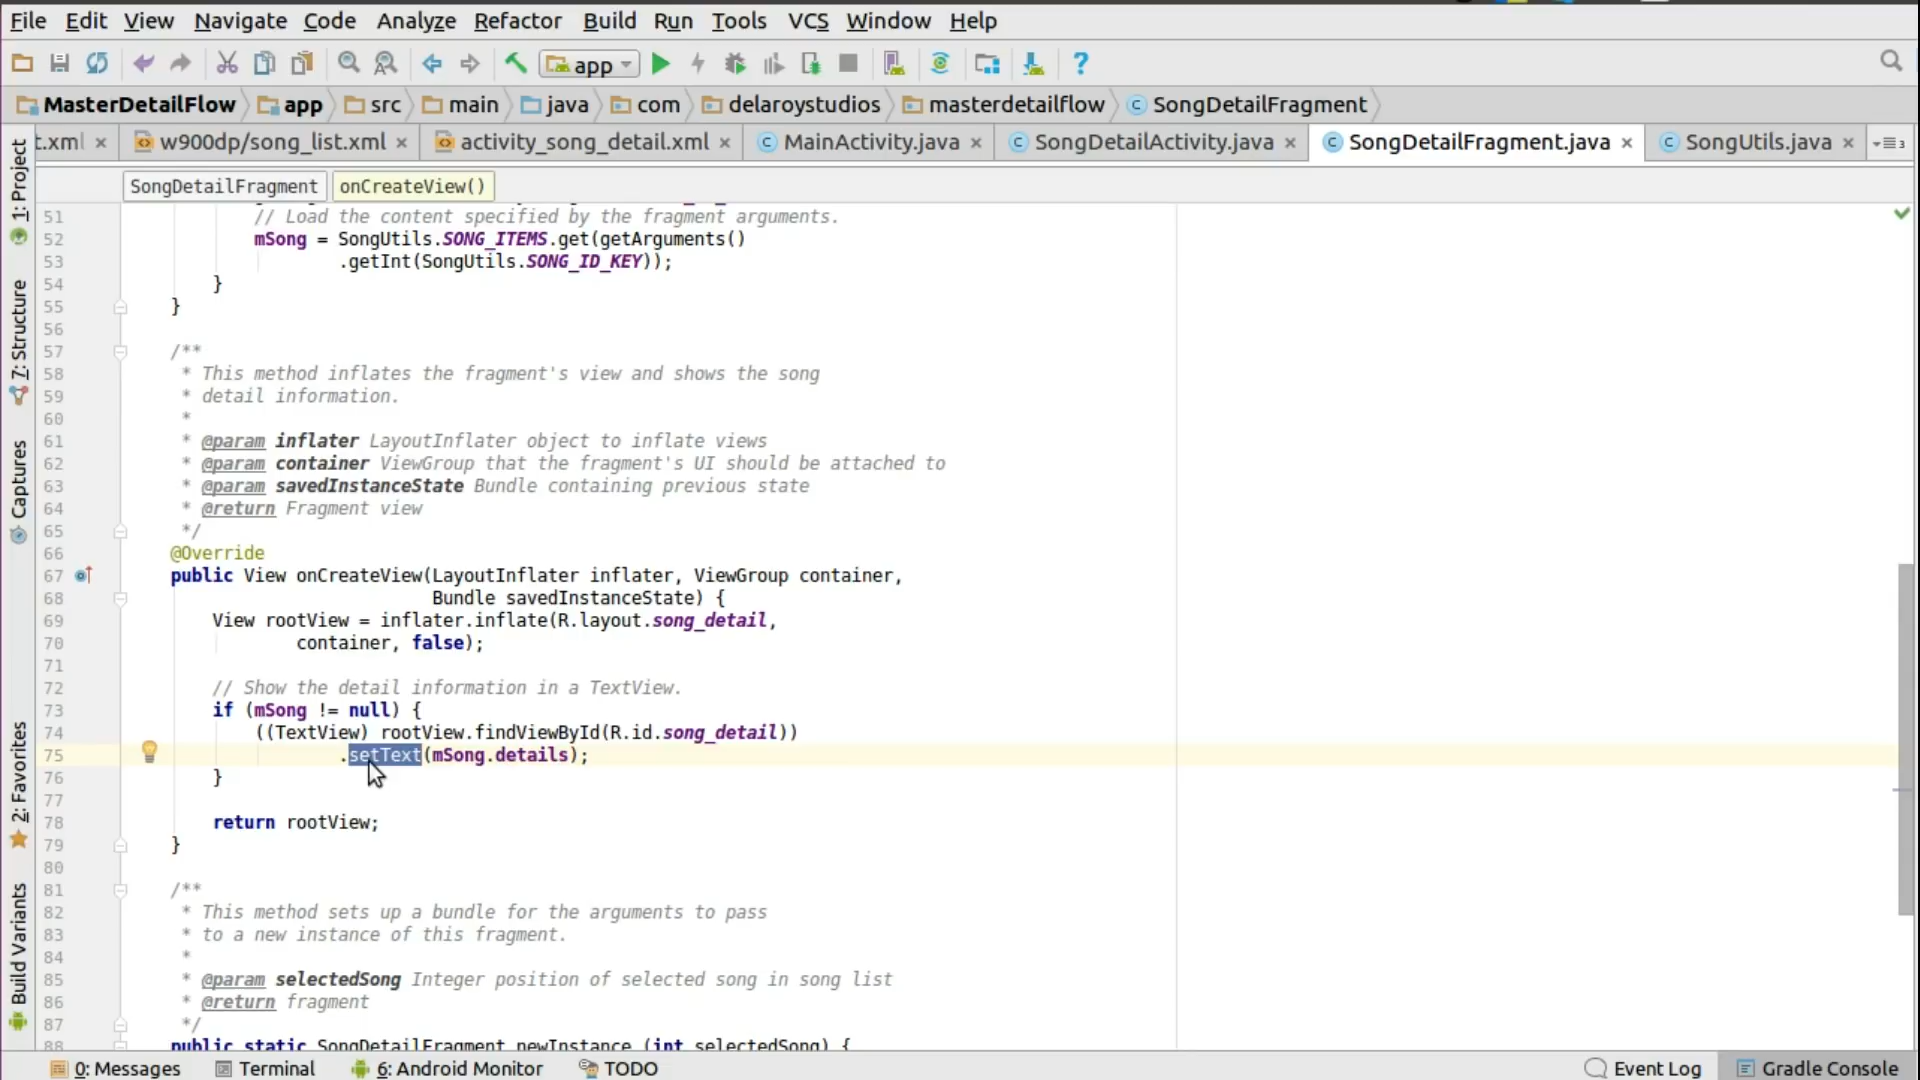 File Edit View Navigate Code Analyze Refactor Build Run Tools VCS Window Help
app
MasterDetailFlow app src main java com delaroystudios masterdetailflow SongDetailFragment
t.xml w900dp/song_list.xml activity_song_detail.xml MainActivity.java SongDetailActivity.java SongDetailFragment.java SongUtils.java
SongDetailFragment onCreateView()
1: Project
7: Structure
Captures
2: Favorites
Build Variants
51 // Load the content specified by the fragment arguments.
52 mSong = SongUtils.SONG_ITEMS.get(getArguments()
53 .getInt(SongUtils.SONG_ID_KEY));
54 }
55 }
56
57 /**
58 * This method inflates the fragment's view and shows the song
59 * detail information.
60 *
61 * @param inflater LayoutInflater object to inflate views
62 * @param container ViewGroup that the fragment's UI should be attached to
63 * @param savedInstanceState Bundle containing previous state
64 * @return Fragment view
65 */
66 @Override
67 public View onCreateView(LayoutInflater inflater, ViewGroup container,
68 Bundle savedInstanceState) {
69 View rootView = inflater.inflate(R.layout.song_detail,
70 container, false);
71
72 // Show the detail information in a TextView.
73 if (mSong != null) {
74 ((TextView) rootView.findViewById(R.id.song_detail))
75 .setText(mSong.details);
76 }
77
78 return rootView;
79 }
80
81 /**
82 * This method sets up a bundle for the arguments to pass
83 * to a new instance of this fragment.
84 *
85 * @param selectedSong Integer position of selected song in song list
86 * @return fragment
87 */
88 public static SongDetailFragment newInstance (int selectedSong) {
0: Messages Terminal 6: Android Monitor TODO Event Log Gradle Console